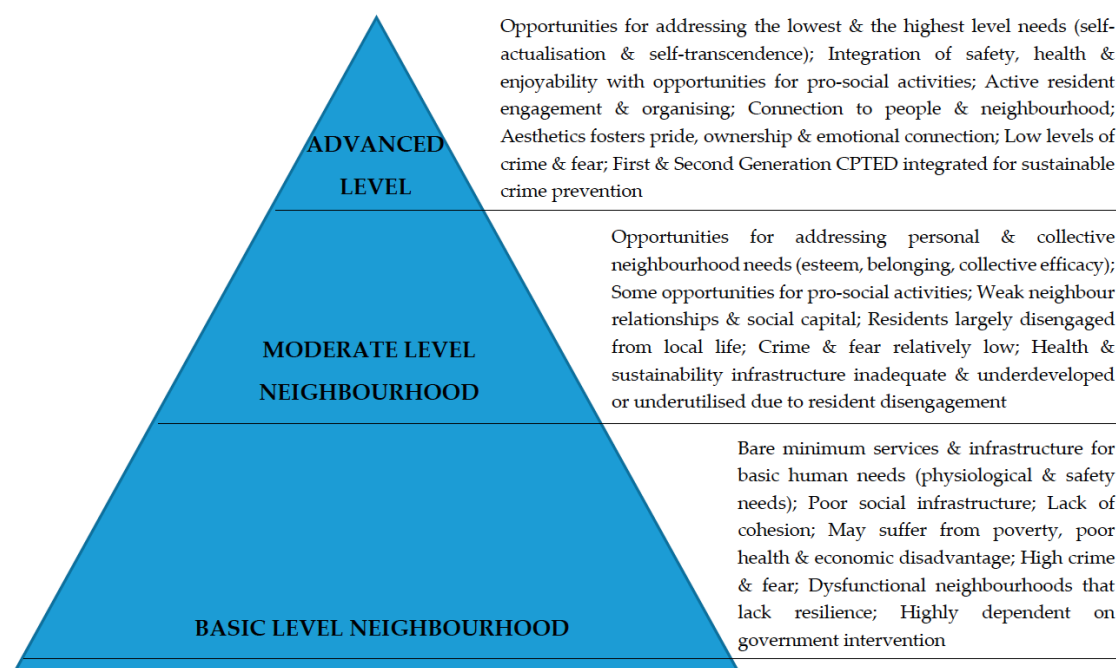 Opportunities for addressing the lowest & the highest level needs (self-
actualisation & self-transcendence); Integration of safety, health &
enjoyability with opportunities for pro-social activities; Active resident
engagement & organising; Connection to people & neighbourhood;
Aesthetics fosters pride, ownership & emotional connection; Low levels of
crime & fear; First & Second Generation CPTED integrated for sustainable
crime prevention
ADVANCED
LEVEL
Opportunities for addressing personal & collective
neighbourhood needs (esteem, belonging, collective efficacy);
Some opportunities for pro-social activities; Weak neighbour
relationships & social capital; Residents largely disengaged
from local life; Crime & fear relatively low; Health &
sustainability infrastructure inadequate & underdeveloped
or underutilised due to resident disengagement
MODERATE LEVEL
NEIGHBOURHOOD
Bare minimum services & infrastructure for
basic human needs (physiological & safety
needs); Poor social infrastructure; Lack of
cohesion; May suffer from poverty, poor
health & economic disadvantage; High crime
& fear; Dysfunctional neighbourhoods that
lack resilience; Highly dependent on
government intervention
BASIC LEVEL NEIGHBOURHOOD